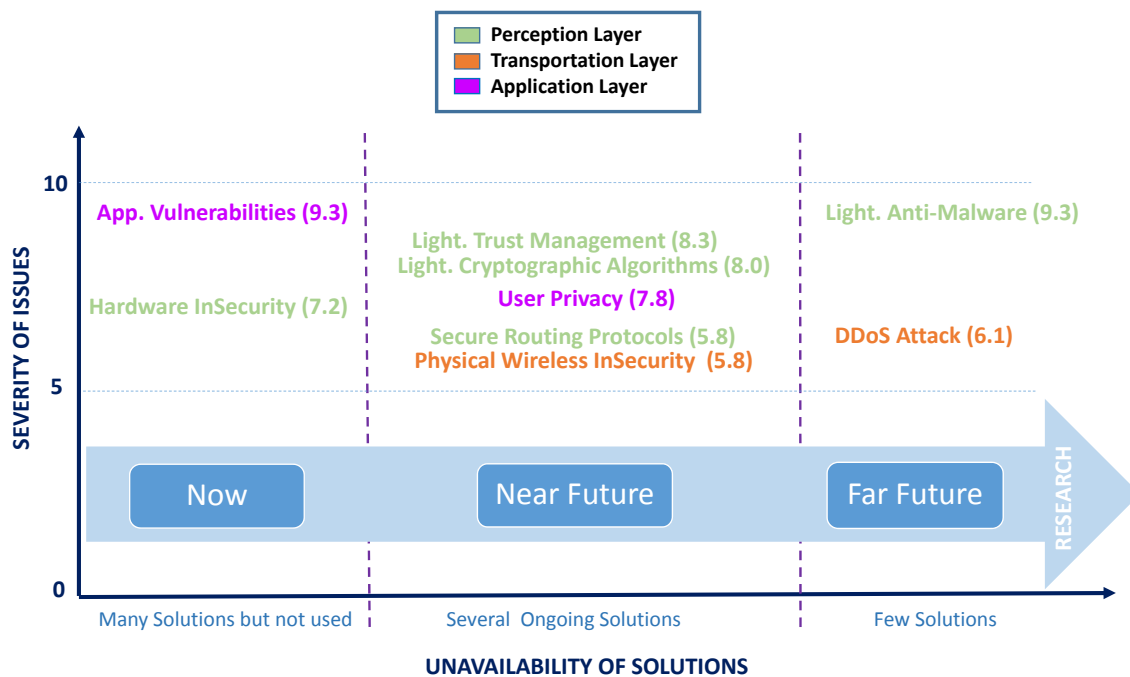 Perception Layer
Transportation Layer
Application Layer
10
App. Vulnerabilities (9.3)
Light. Anti-Malware (9.3)
Light. Trust Management (8.3)
Light. Cryptographic Algorithms (8.0)
User Privacy (7.8)
Hardware InSecurity (7.2)
Secure Routing Protocols (5.8)
DDoS Attack (6.1)
Physical Wireless InSecurity (5.8)
5
SEVERITY OF ISSUES
Now
Near Future
Far Future
RESEARCH
0
Many Solutions but not used
Several Ongoing Solutions
Few Solutions
UNAVAILABILITY OF SOLUTIONS